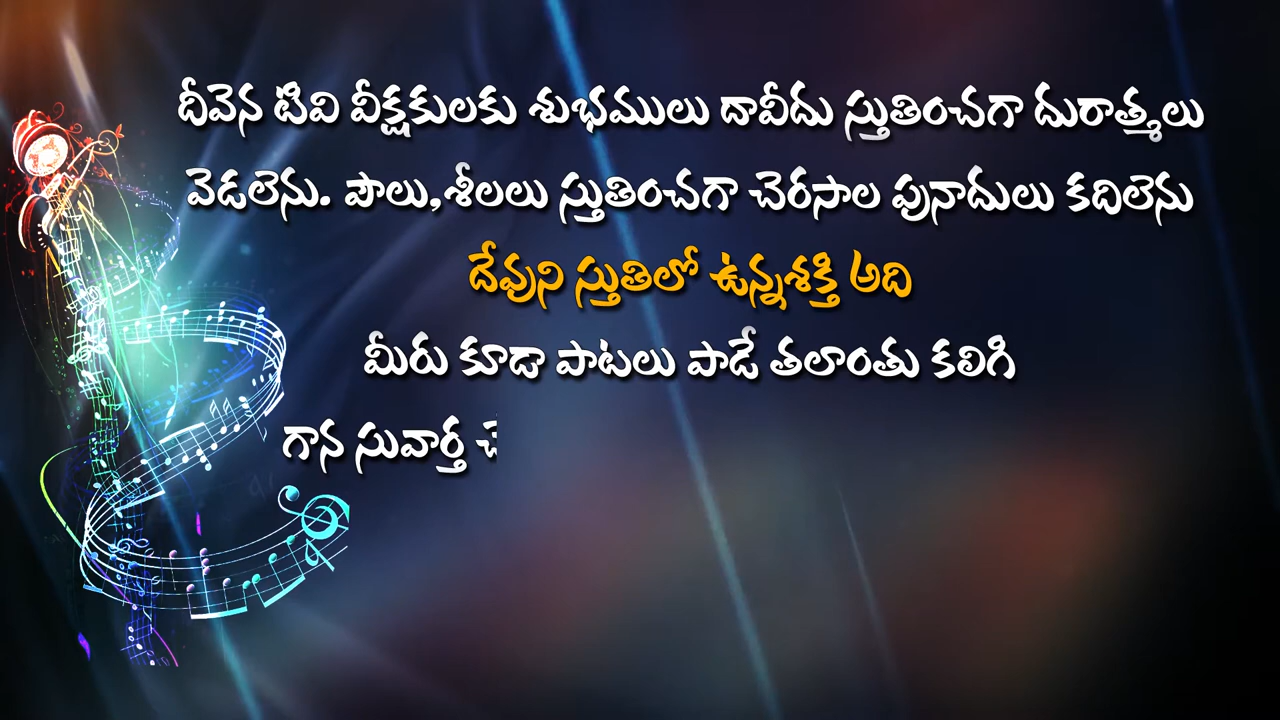 దీవెన టివి వీక్షకులకు శుభములు దావీదు స్తుతించగా దురాత్మలు
వెడలెను. పౌలు,శీలలు స్తుతించగా చెరసాల పునాదులు కదిలెను
దేవుని స్తుతిలో ఉన్నశక్తి అది
మీరు కూడా పాటలు పాడే తలాంతు కలిగి
గాన సువార్త